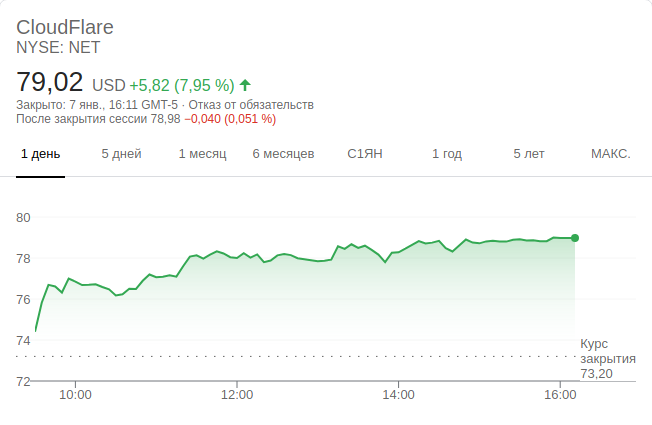 CloudFlare
NYSE: NET
79,02 USD +5,82 (7,95 %)
Закрыто: 7 янв., 16:11 GMT-5 · Отказ от обязательств
После закрытия сессии 78,98 −0,040 (0,051 %)
1 день 5 дней 1 месяц 6 месяцев С1ЯН 1 год 5 лет МАКС.
80
78
76
74
Курс
закрытия
73,20
72
10:00 12:00 14:00 16:00